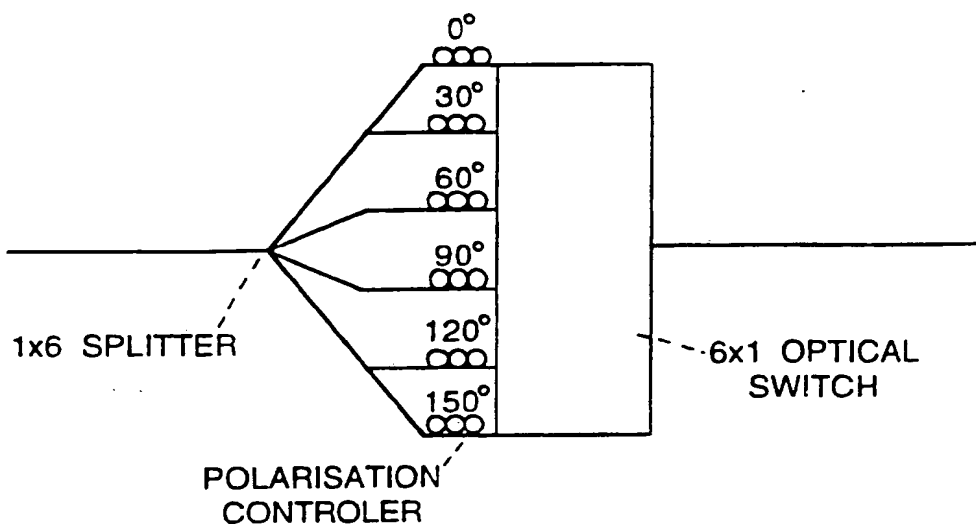 0°
30°
60°
90°
120°
150°
1x6 SPLITTER
6x1 OPTICAL
SWITCH
POLARISATION
CONTROLER